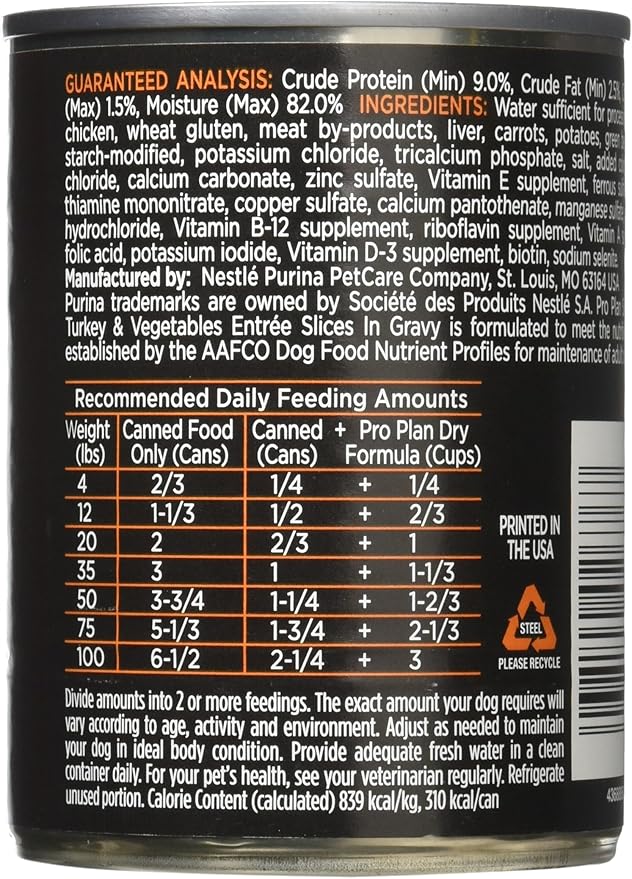 GUARANTEED ANALYSIS: Crude Protein (Min) 9.0%, Crude Fat (Min)
(Max) 1.5%, Moisture (Max) 82.0% INGREDIENTS: Water sufficient for
chicken, wheat gluten, meat by-products, liver, carrots, potatoes, green
starch-modified, potassium chloride, tricalcium phosphate, salt, added
chloride, calcium carbonate, zinc sulfate, Vitamin E supplement, ferrous
thiamine mononitrate, copper sulfate, calcium pantothenate, manganese
hydrochloride, Vitamin B-12 supplement, riboflavin supplement, Vitamin A
folic acid, potassium iodide, Vitamin D-3 supplement, biotin, sodium
Manufactured by: Nestlé Purina PetCare Company, St. Louis, MO 63164 USA
Purina trademarks are owned by Société des Produits Nestlé S.A. Pro Plan
Turkey & Vegetables Entrée Slices In Gravy is formulated to meet the
established by the AAFCO Dog Food Nutrient Profiles for maintenance of
Recommended Daily Feeding Amounts
Weight (lbs) Canned Food Only (Cans) Canned (Cans) + Pro Plan Dry Formula (Cups)
4 2/3 1/4 + 1/4
12 1-1/3 1/2 + 2/3
20 2 2/3 + 1
35 3 1 + 1-1/3
50 3-3/4 1-1/4 + 1-2/3
75 5-1/3 1-3/4 + 2-1/3
100 6-1/2 2-1/4 + 3
PRINTED IN
THE USA
STEEL
PLEASE RECYCLE
Divide amounts into 2 or more feedings. The exact amount your dog requires will
vary according to age, activity and environment. Adjust as needed to maintain
your dog in ideal body condition. Provide adequate fresh water in a clean
container daily. For your pet's health, see your veterinarian regularly. Refrigerate
unused portion. Calorie Content (calculated) 839 kcal/kg, 310 kcal/can